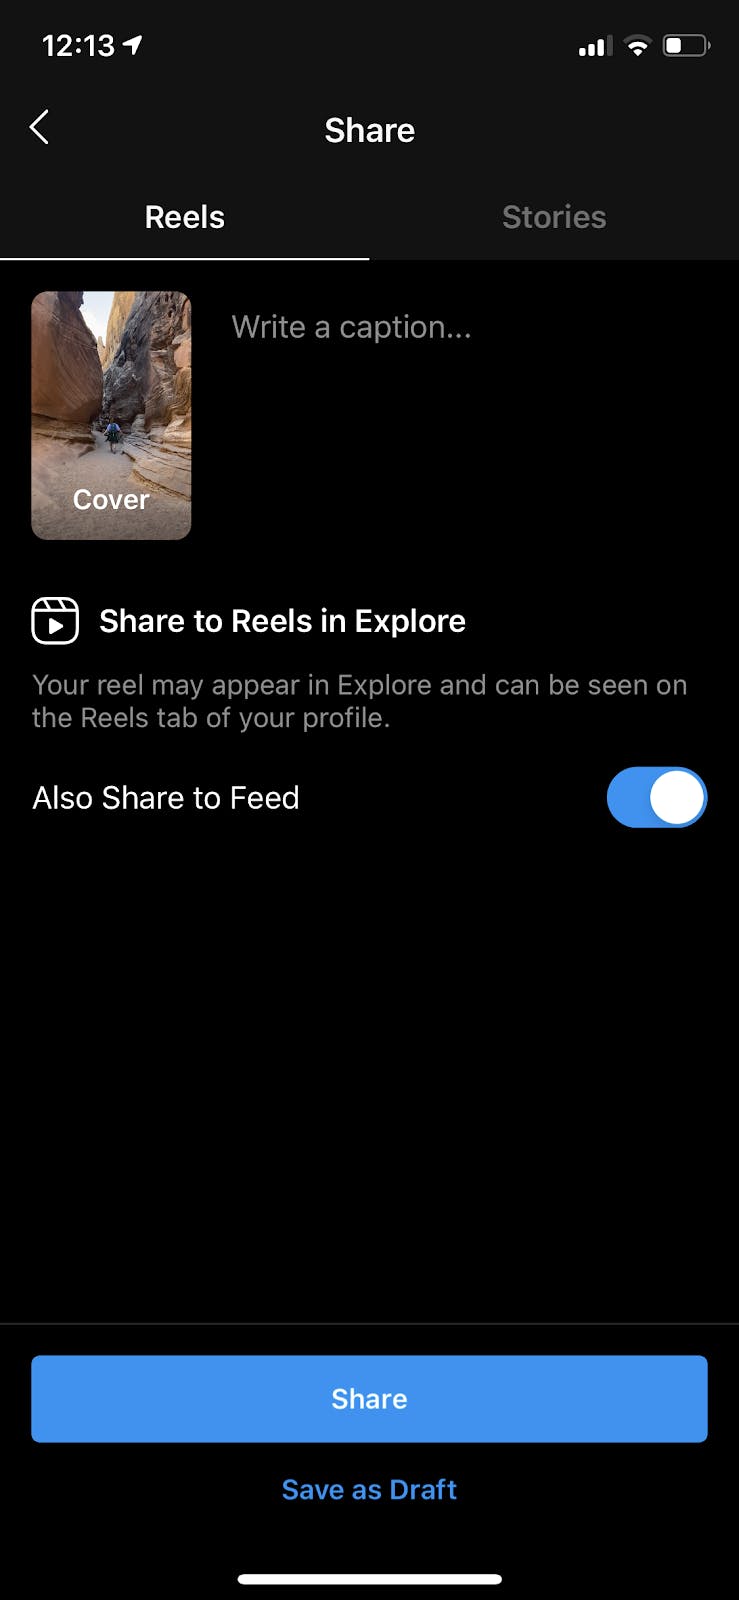 12:13
Share
Reels
Stories
Write a caption...
Cover
Share to Reels in Explore
Your reel may appear in Explore and can be seen on
the Reels tab of your profile.
Also Share to Feed
Share
Save as Draft